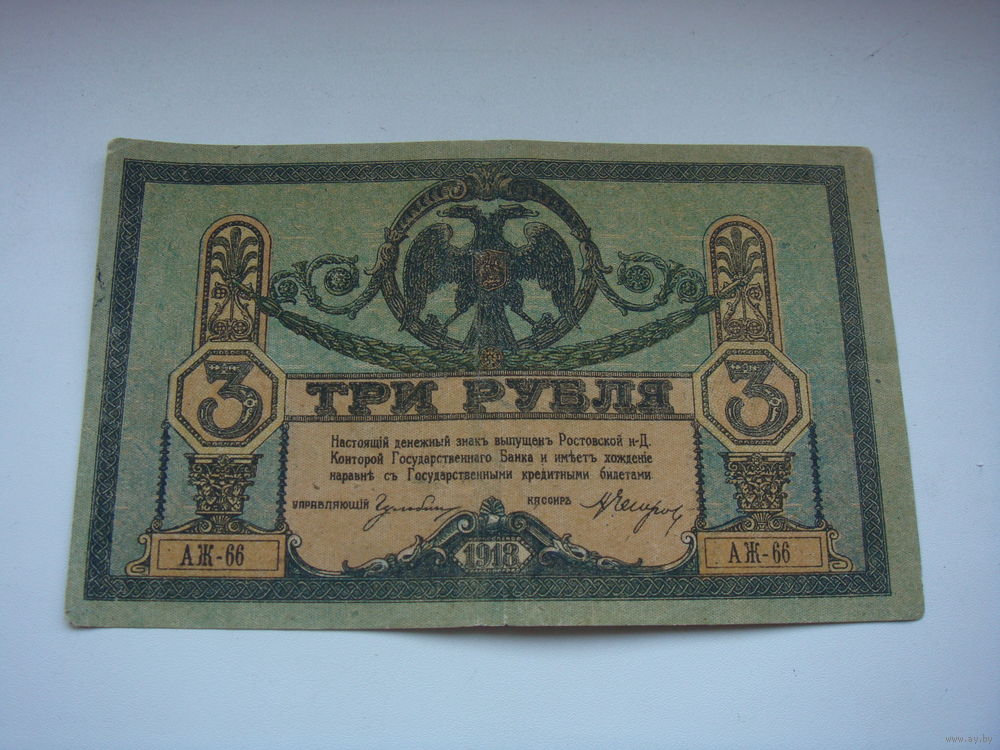 3 ТРИ РУБЛЯ 3
Настоящій денежный знакъ выпущенъ Ростовской н-Д.
Конторой Государственнаго Банка и имѣетъ хожденіе
наравнѣ съ Государственными кредитными билетами
УПРАВЛЯЮЩІЙ КАССИРЪ
АЖ-66 1918 АЖ-66
www.ay.by